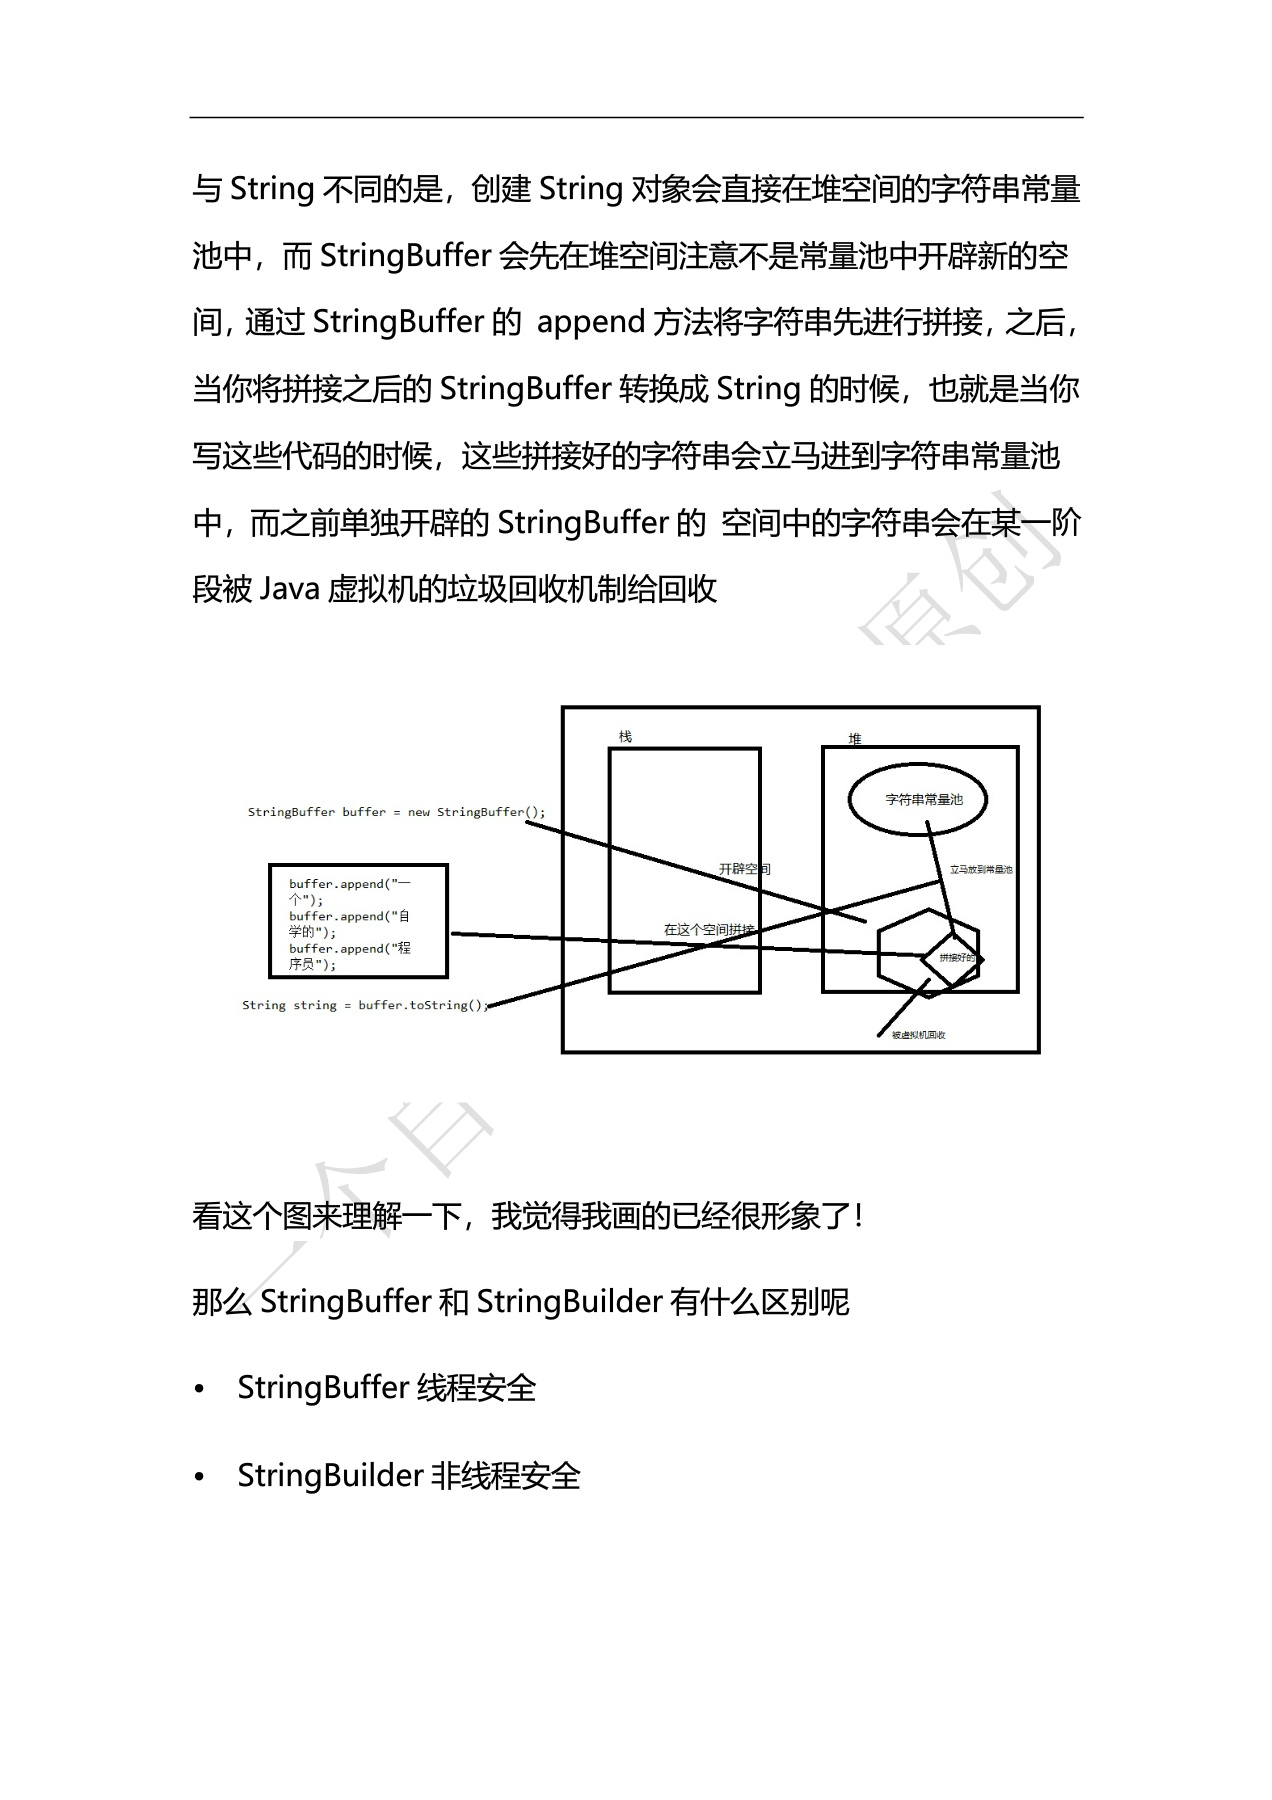 与 String 不同的是，创建 String 对象会直接在堆空间的字符串常量
池中，而 StringBuffer 会先在堆空间注意不是常量池中开辟新的空
间，通过 StringBuffer 的 append 方法将字符串先进行拼接，之后，
当你将拼接之后的 StringBuffer 转换成 String 的时候，也就是当你
写这些代码的时候，这些拼接好的字符串会立马进到字符串常量池
中，而之前单独开辟的 StringBuffer 的 空间中的字符串会在某一阶
段被 Java 虚拟机的垃圾回收机制给回收
原创
栈
堆
字符串常量池
StringBuffer buffer = new StringBuffer();
开辟空间
立马放到常量池
buffer.append("一
个");
buffer.append("自
学的");
buffer.append("程
序员");
在这个空间拼接
拼接好的
String string = buffer.toString();
被虚拟机回收
一个自
看这个图来理解一下，我觉得我画的已经很形象了！
那么 StringBuffer 和 StringBuilder 有什么区别呢
• StringBuffer 线程安全
• StringBuilder 非线程安全